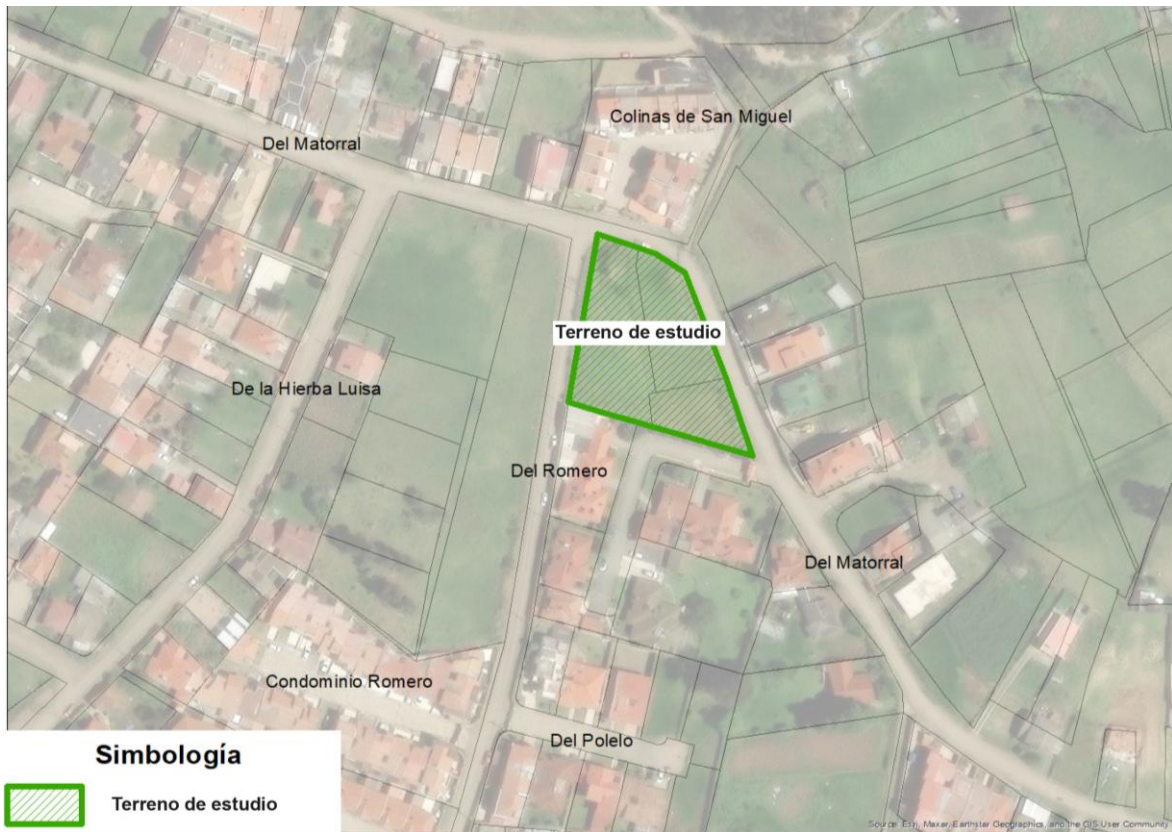 Colinas de San Miguel
Del Matorral
Terreno de estudio
De la Hierba Luisa
Del Romero
Del Matorral
Condominio Romero
Del Polelo
Simbología
Terreno de estudio
Source: Esri, Maxar, Earthstar Geographics, and the GIS User Community